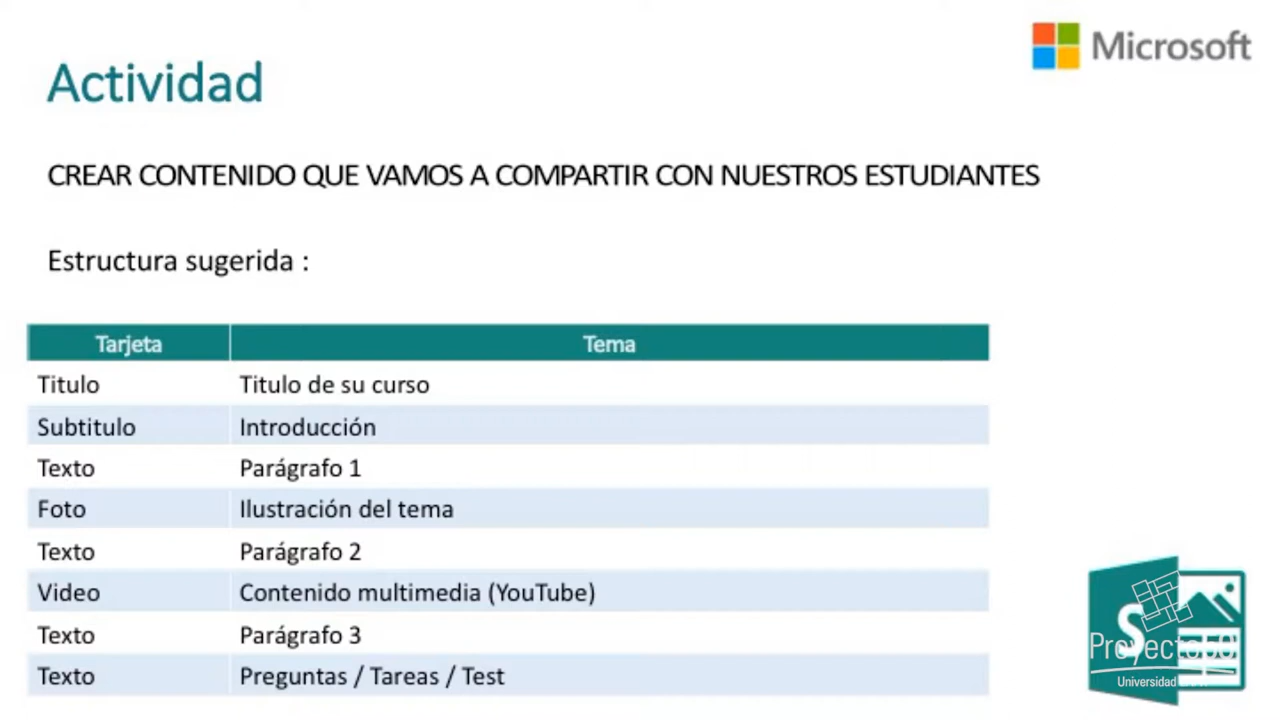 Microsoft
Actividad
CREAR CONTENIDO QUE VAMOS A COMPARTIR CON NUESTROS ESTUDIANTES
Estructura sugerida :
Tarjeta Tema
Titulo Titulo de su curso
Subtitulo Introducción
Texto Parágrafo 1
Foto Ilustración del tema
Texto Parágrafo 2
Video Contenido multimedia (YouTube)
Texto Parágrafo 3
Texto Preguntas / Tareas / Test
S
Proyecto50
Universidad